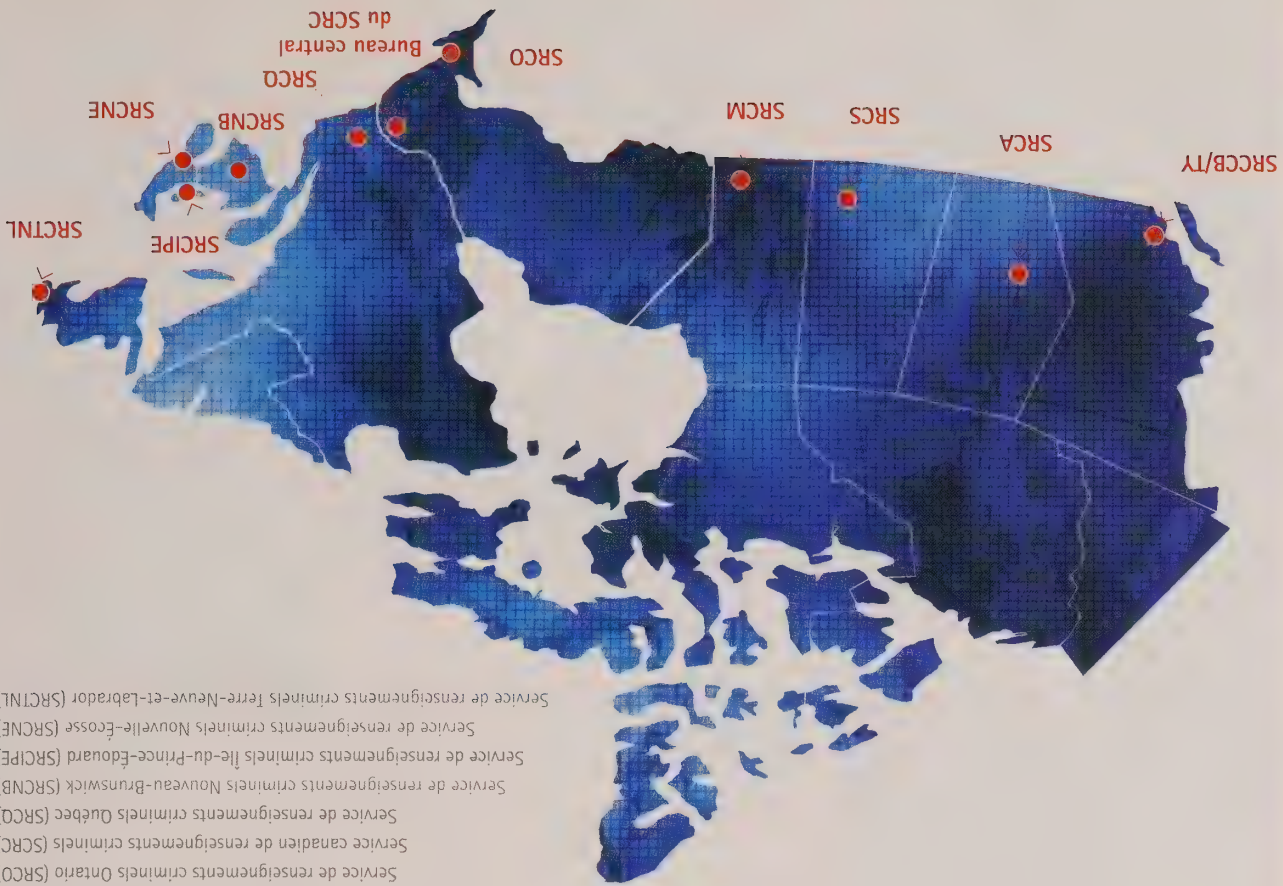 Service de renseignements criminels Ontario (SRCO)
Service canadien de renseignements criminels (SCRC)
Service de renseignements criminels Québec (SRCQ)
Service de renseignements criminels Nouveau-Brunswick (SRCNB)
Service de renseignements criminels Île-du-Prince-Édouard (SRCIPE)
Service de renseignements criminels Nouvelle-Écosse (SRCNE)
Service de renseignements criminels Terre-Neuve-et-Labrador (SRCTNL)
SRCIPE
SRCTNL
SRCCB/TY
SRCA
SRCS
SRCM
SRCNB
SRCNE
SRCQ
SRCO
Bureau central
du SCRC